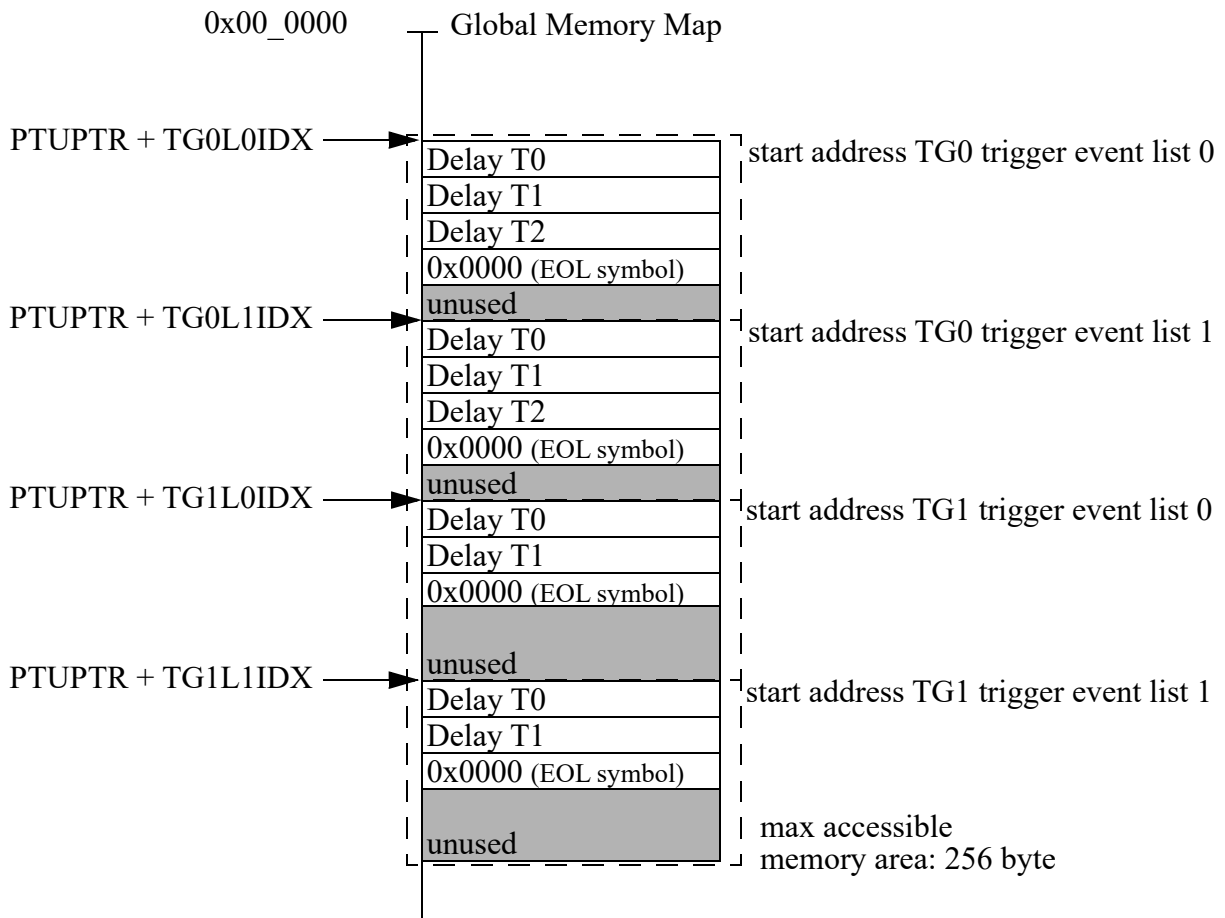 0x00_0000
Global Memory Map
PTUPTR + TG0L0IDX
start address TG0 trigger event list 0
Delay T0
Delay T1
Delay T2
0x0000 (EOL symbol)
unused
PTUPTR + TG0L1IDX
start address TG0 trigger event list 1
Delay T0
Delay T1
Delay T2
0x0000 (EOL symbol)
unused
PTUPTR + TG1L0IDX
start address TG1 trigger event list 0
Delay T0
Delay T1
0x0000 (EOL symbol)
unused
PTUPTR + TG1L1IDX
start address TG1 trigger event list 1
Delay T0
Delay T1
0x0000 (EOL symbol)
unused
max accessible
memory area: 256 byte